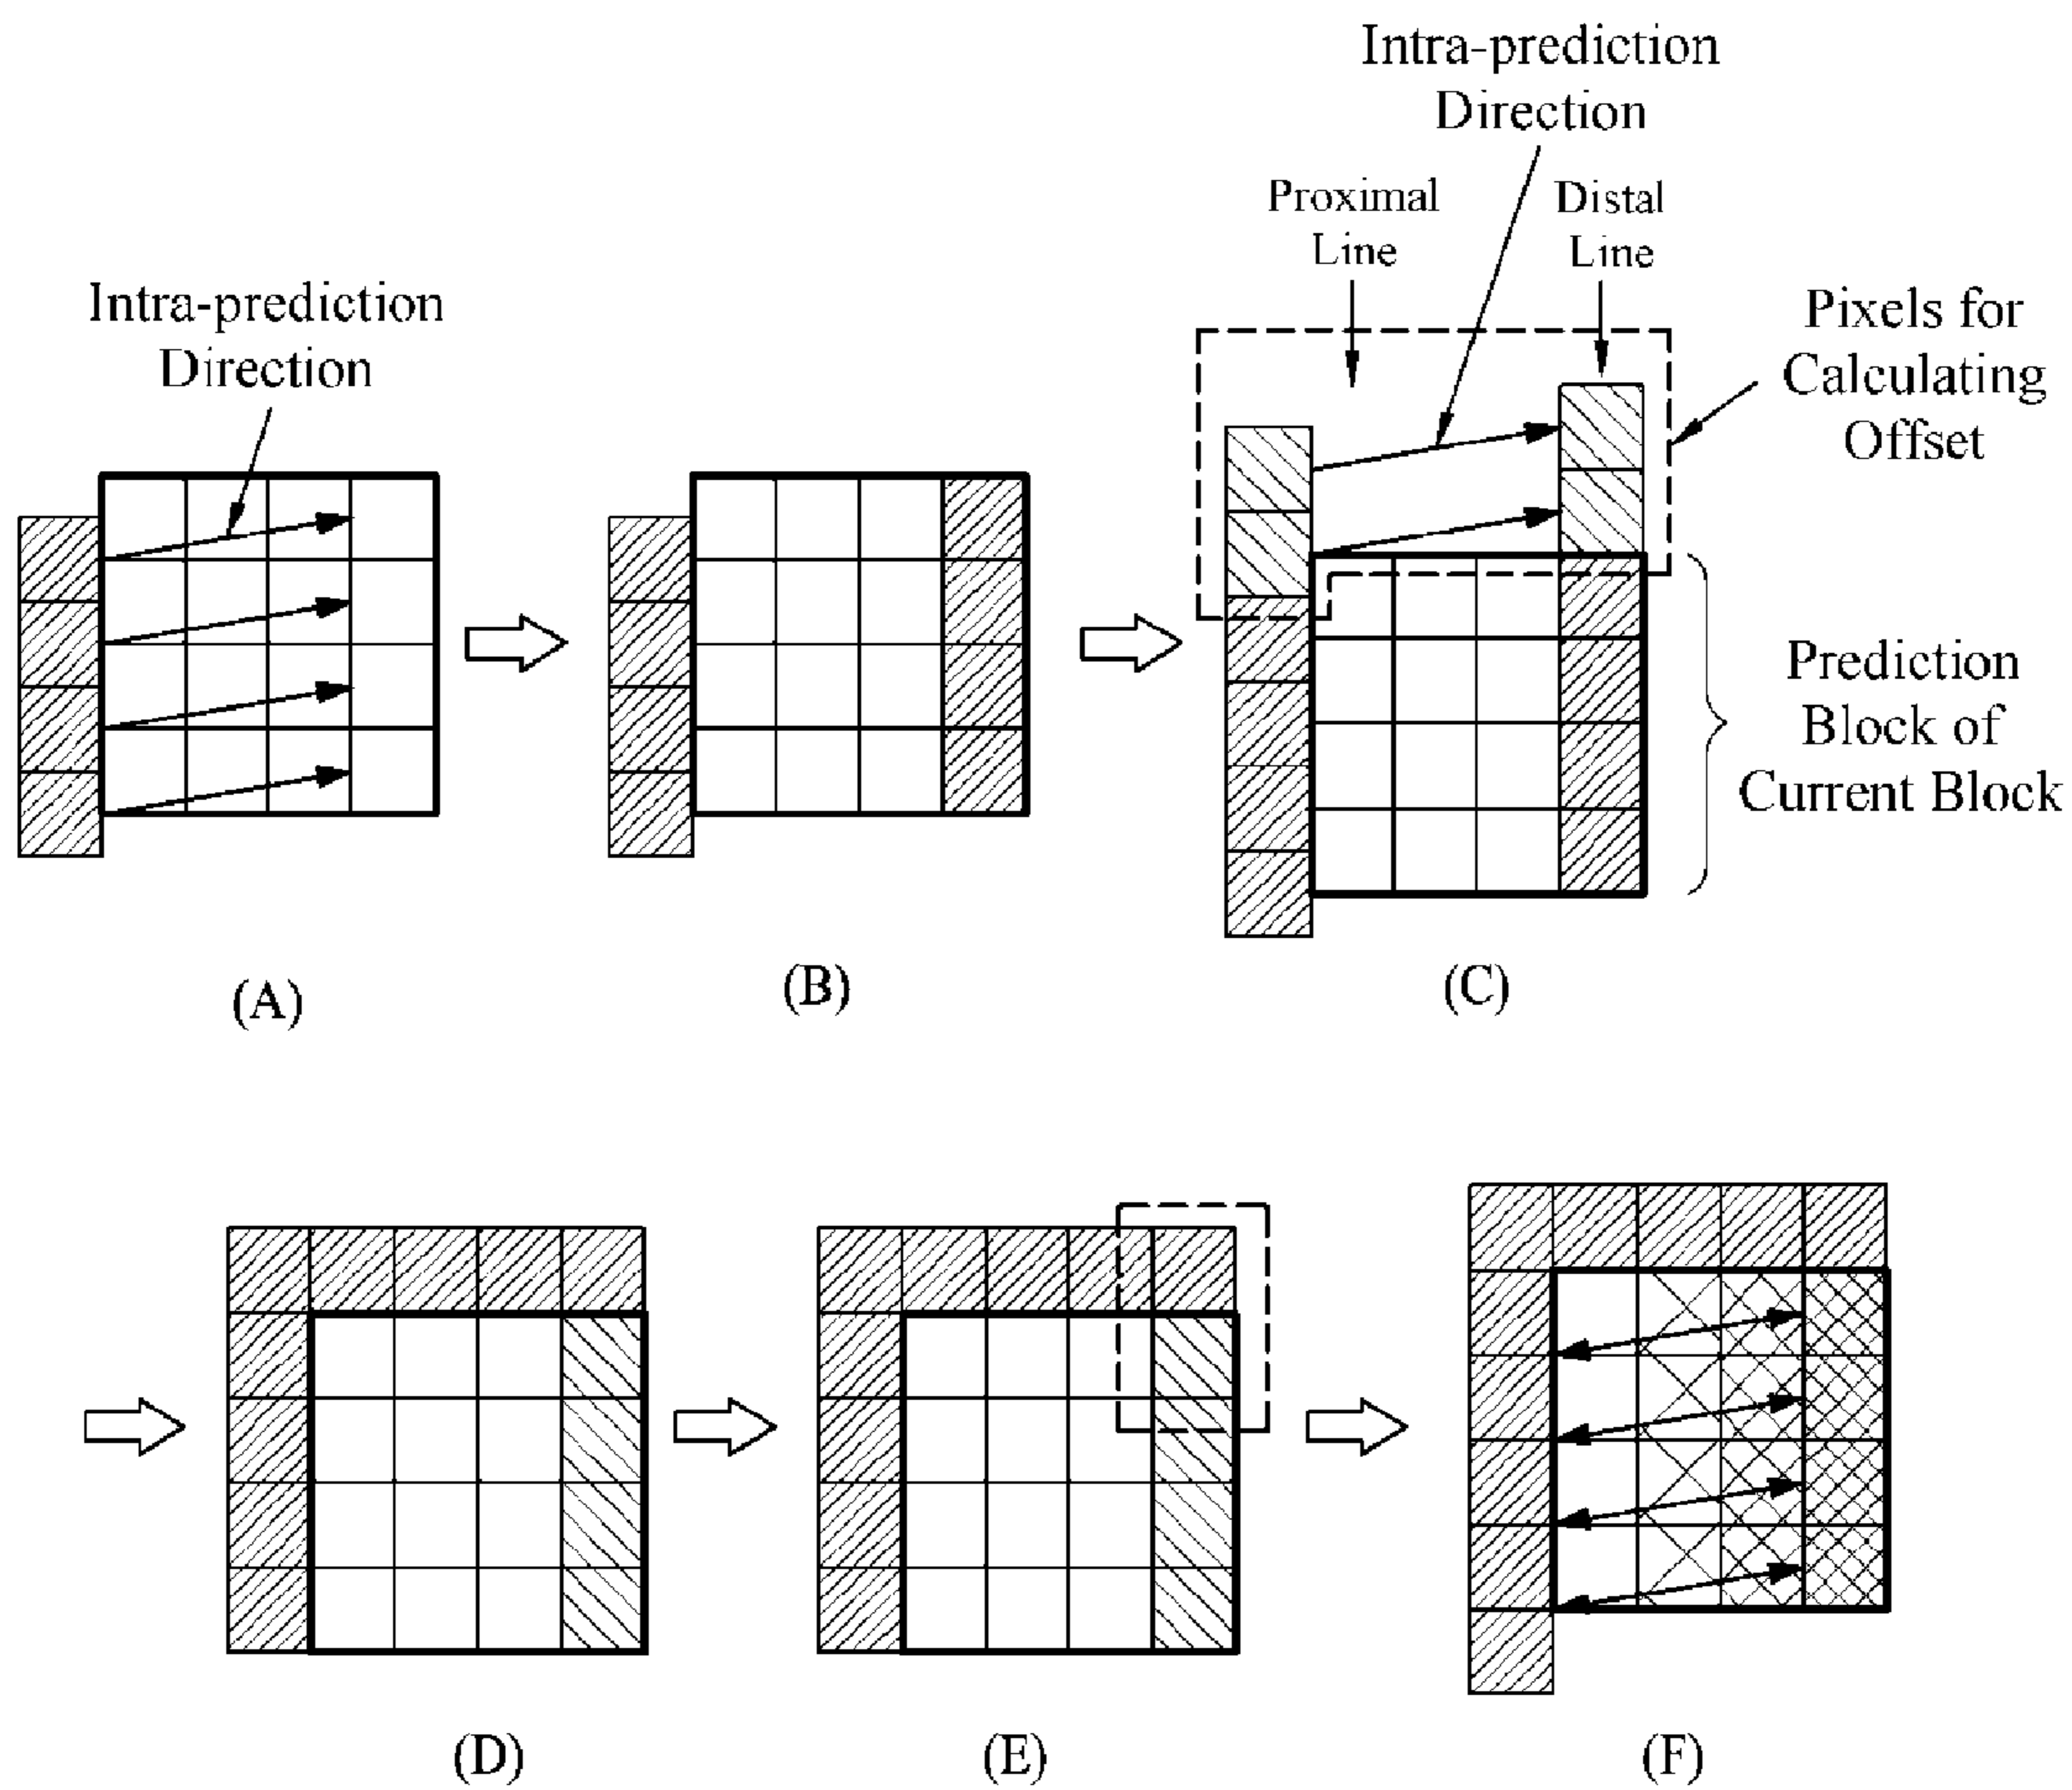 Intra-prediction
Direction
Intra-prediction
Direction
Proximal
Line
Distal
Line
Pixels for
Calculating
Offset
Prediction
Block of
Current Block
(A)
(B)
(C)
(D)
(E)
(F)